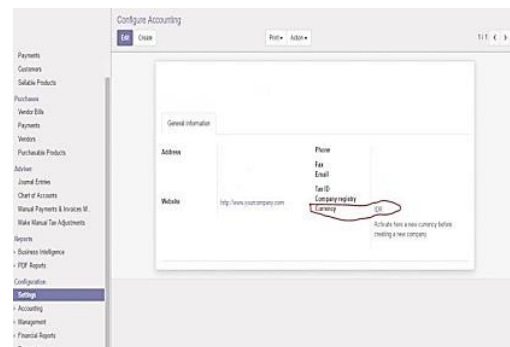 Configure Accounting
Edit Create Print Action 1/1
Payments
Customers
Sellable Products
Purchases
Vendor Bills
Payments
Vendors
Purchasable Products
Adviser
Journal Entries
Chart of Accounts
Manual Payments & Invoices M..
Make Manual Tax Adjustments
Reports
Business Intelligence
PDF Reports
Configuration
Settings
Accounting
Management
Financial Reports
General Information
Address
Website http://www.yourcompany.com
Phone
Fax
Email
Tax ID
Company registry
Currency IDR
Activate here a new currency before
creating a new company